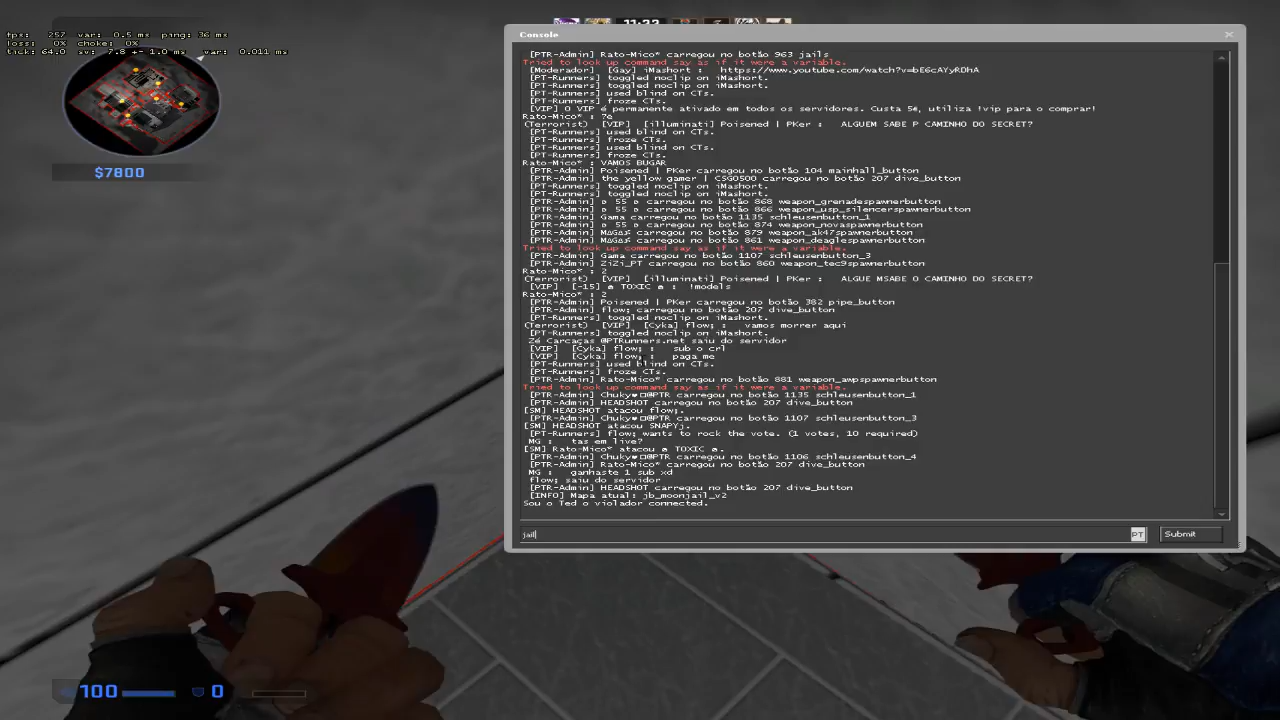 fps: 257 var: 0.5 ms ping: 36 ms
loss: 0% choke: 0%
tick: 64.0 sv: 7.8 +- 1.0 ms var: 0.011 ms
$7800
11:33
Console
[PTR-Admin] Rato-Mico* carregou no botão 963 jails
Tried to look up command say as if it were a variable.
[Moderador] [Gay] iMashort : https://www.youtube.com/watch?v=bE6cAYyRDhA
[PT-Runners] toggled noclip on iMashort.
[PT-Runners] toggled noclip on iMashort.
[PT-Runners] used blind on CTs.
[PT-Runners] froze CTs.
[VIP] O VIP é permanente ativado em todos os servidores. Custa 5€, utiliza !vip para o comprar!
Rato-Mico* : 7e
(Terrorist) [VIP] [illuminati] Poisened | PKer : ALGUEM SABE P CAMINHO DO SECRET?
[PT-Runners] used blind on CTs.
[PT-Runners] froze CTs.
[PT-Runners] used blind on CTs.
[PT-Runners] froze CTs.
Rato-Mico* : VAMOS BUGAR
[PTR-Admin] Poisened | PKer carregou no botão 104 mainhall_button
[PTR-Admin] the yellow gamer | CSGO500 carregou no botão 207 dive_button
[PT-Runners] toggled noclip on iMashort.
[PT-Runners] toggled noclip on iMashort.
[PTR-Admin] 55 carregou no botão 868 weapon_grenadespawnerbutton
[PTR-Admin] 55 carregou no botão 866 weapon_usp_silencerspawnerbutton
[PTR-Admin] Gama carregou no botão 1135 schleusenbutton_1
[PTR-Admin] 55 carregou no botão 874 weapon_novaspawnerbutton
[PTR-Admin] carregou no botão 879 weapon_ak47spawnerbutton
[PTR-Admin] carregou no botão 861 weapon_deaglespawnerbutton
Tried to look up command say as if it were a variable.
[PTR-Admin] Gama carregou no botão 1107 schleusenbutton_3
[PTR-Admin] ZiZi_PT carregou no botão 860 weapon_tec9spawnerbutton
Rato-Mico* : 2
(Terrorist) [VIP] [illuminati] Poisened | PKer : ALGUE MSABE O CAMINHO DO SECRET?
[VIP] [-15] TOXIC : !models
Rato-Mico* : 2
[PTR-Admin] Poisened | PKer carregou no botão 382 pipe_button
[PTR-Admin] flow; carregou no botão 207 dive_button
[PT-Runners] toggled noclip on iMashort.
(Terrorist) [VIP] [Cyka] flow; : vamos morrer aqui
[PT-Runners] toggled noclip on iMashort.
Zé Carcaças @PTRunners.net saiu do servidor
[VIP] [Cyka] flow; : sub o crl
[VIP] [Cyka] flow; : paga me
[PT-Runners] used blind on CTs.
[PT-Runners] froze CTs.
[PTR-Admin] Rato-Mico* carregou no botão 881 weapon_awpspawnerbutton
Tried to look up command say as if it were a variable.
[PTR-Admin] Chuky♥□@PTR carregou no botão 1135 schleusenbutton_1
[PTR-Admin] HEADSHOT carregou no botão 207 dive_button
[SM] HEADSHOT atacou flow;.
[PTR-Admin] Chuky♥□@PTR carregou no botão 1107 schleusenbutton_3
[SM] HEADSHOT atacou SNAPYj.
[PT-Runners] flow; wants to rock the vote. (1 votes, 10 required)
MG : tas em live?
[SM] Rato-Mico* atacou TOXIC .
[PTR-Admin] Chuky♥□@PTR carregou no botão 1106 schleusenbutton_4
[PTR-Admin] Rato-Mico* carregou no botão 207 dive_button
MG : ganhaste 1 sub xd
flow; saiu do servidor
[PTR-Admin] HEADSHOT carregou no botão 207 dive_button
[INFO] Mapa atual: jb_moonjail_v2
Sou o Ted o violador connected.
jail
PT
Submit
100
0